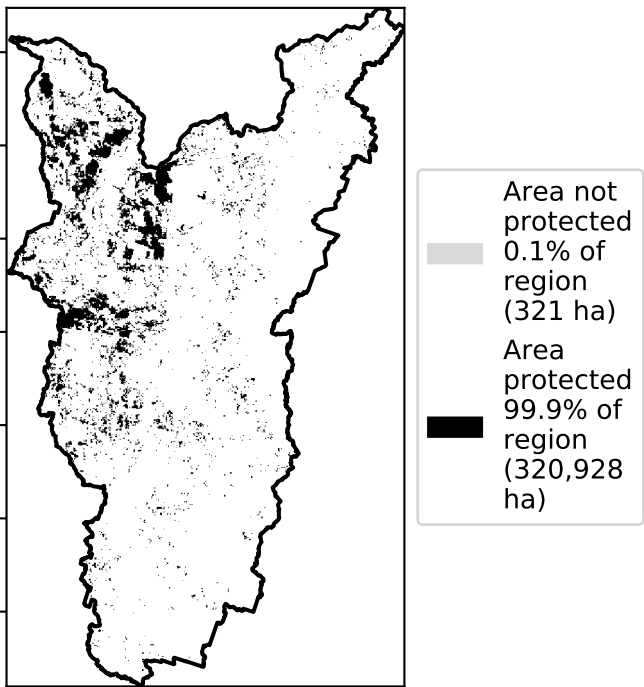 Area not
protected
0.1% of
region
(321 ha)
Area
protected
99.9% of
region
(320,928
ha)